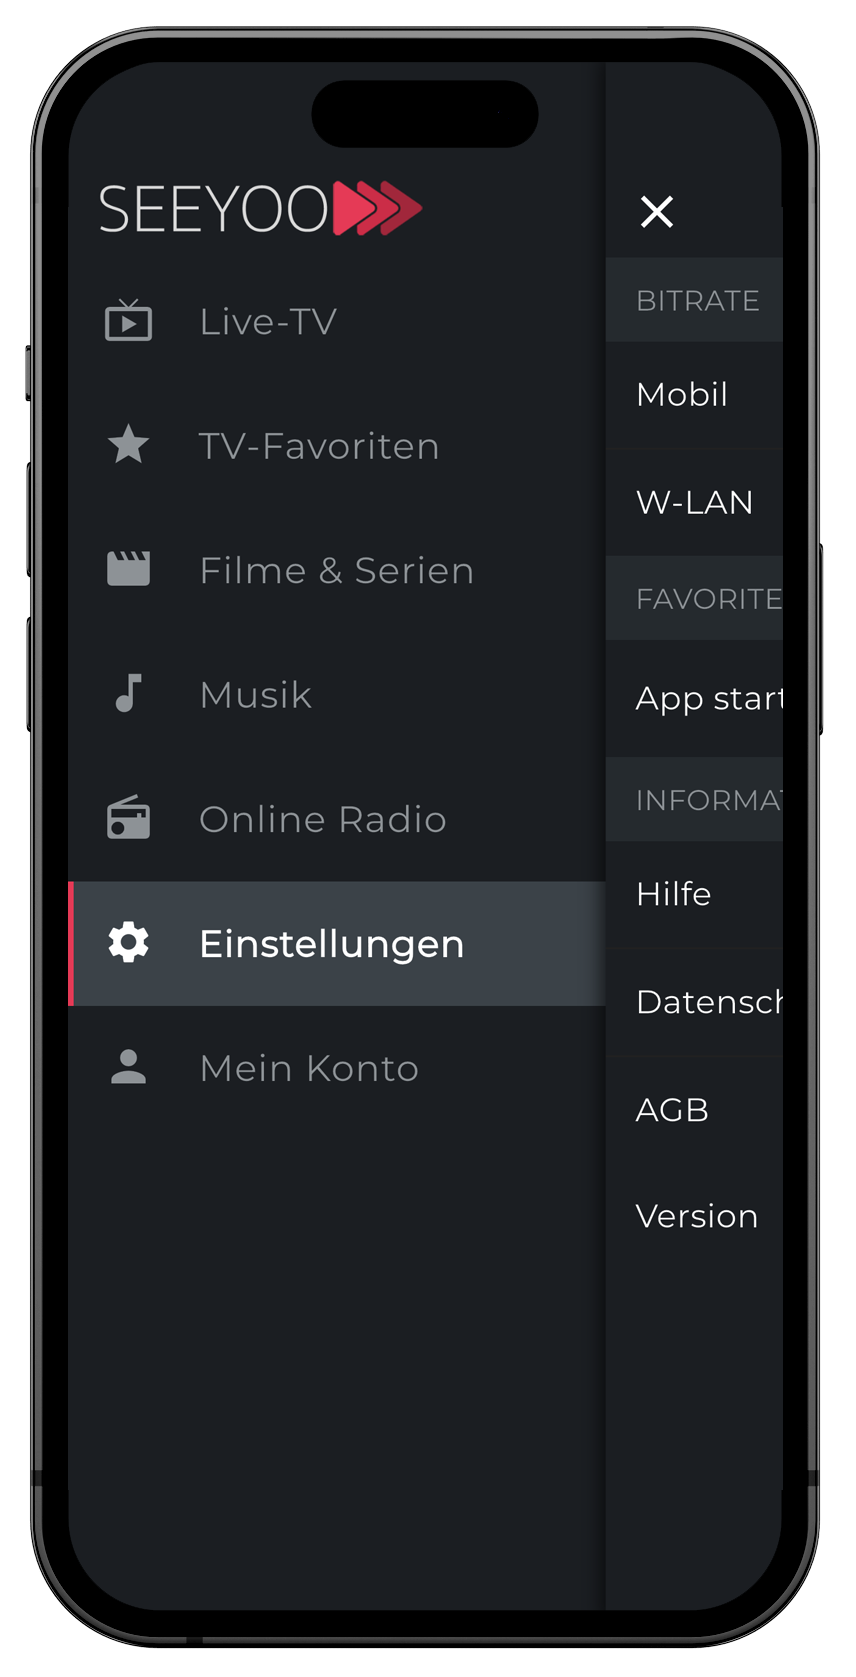 SEEYOO
Live-TV
TV-Favoriten
Filme & Serien
Musik
Online Radio
Einstellungen
Mein Konto
BITRATE
Mobil
W-LAN
FAVORITE
App start
INFORMAT
Hilfe
Datensch
AGB
Version